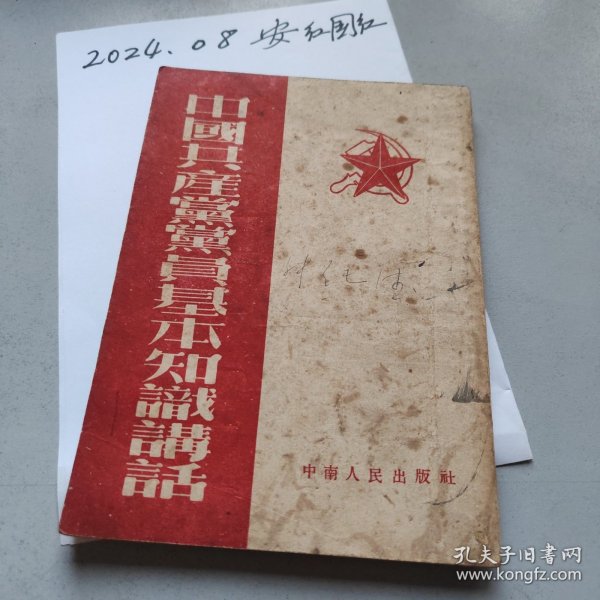 2024.08 安红图红
中國共產黨黨員基本知識講話
中南人民出版社
孔夫子旧书网
www.kongfz.com